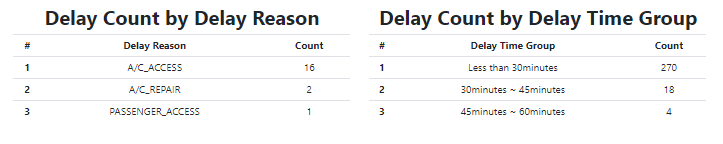 Delay Count by Delay Reason
# Delay Reason Count
1 A/C_ACCESS 16
2 A/C_REPAIR 2
3 PASSENGER_ACCESS 1
Delay Count by Delay Time Group
# Delay Time Group Count
1 Less than 30minutes 270
2 30minutes ~ 45minutes 18
3 45minutes ~ 60minutes 4